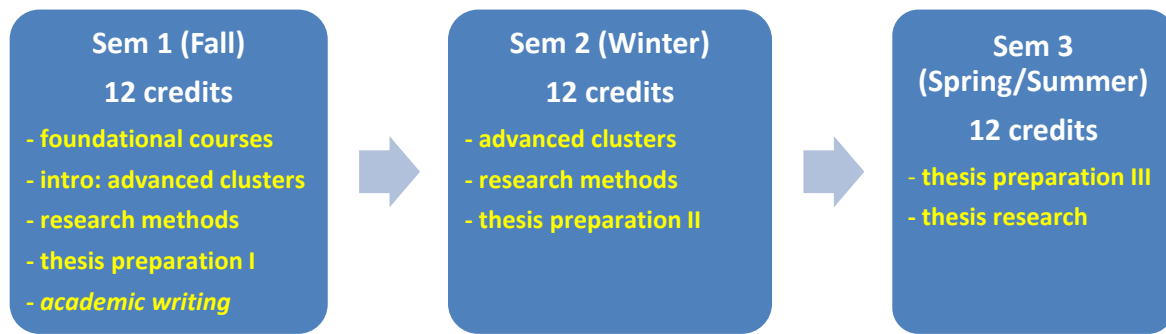 Sem 1 (Fall)
12 credits
- foundational courses
- intro: advanced clusters
- research methods
- thesis preparation I
- academic writing
Sem 2 (Winter)
12 credits
- advanced clusters
- research methods
- thesis preparation II
Sem 3
(Spring/Summer)
12 credits
- thesis preparation III
- thesis research